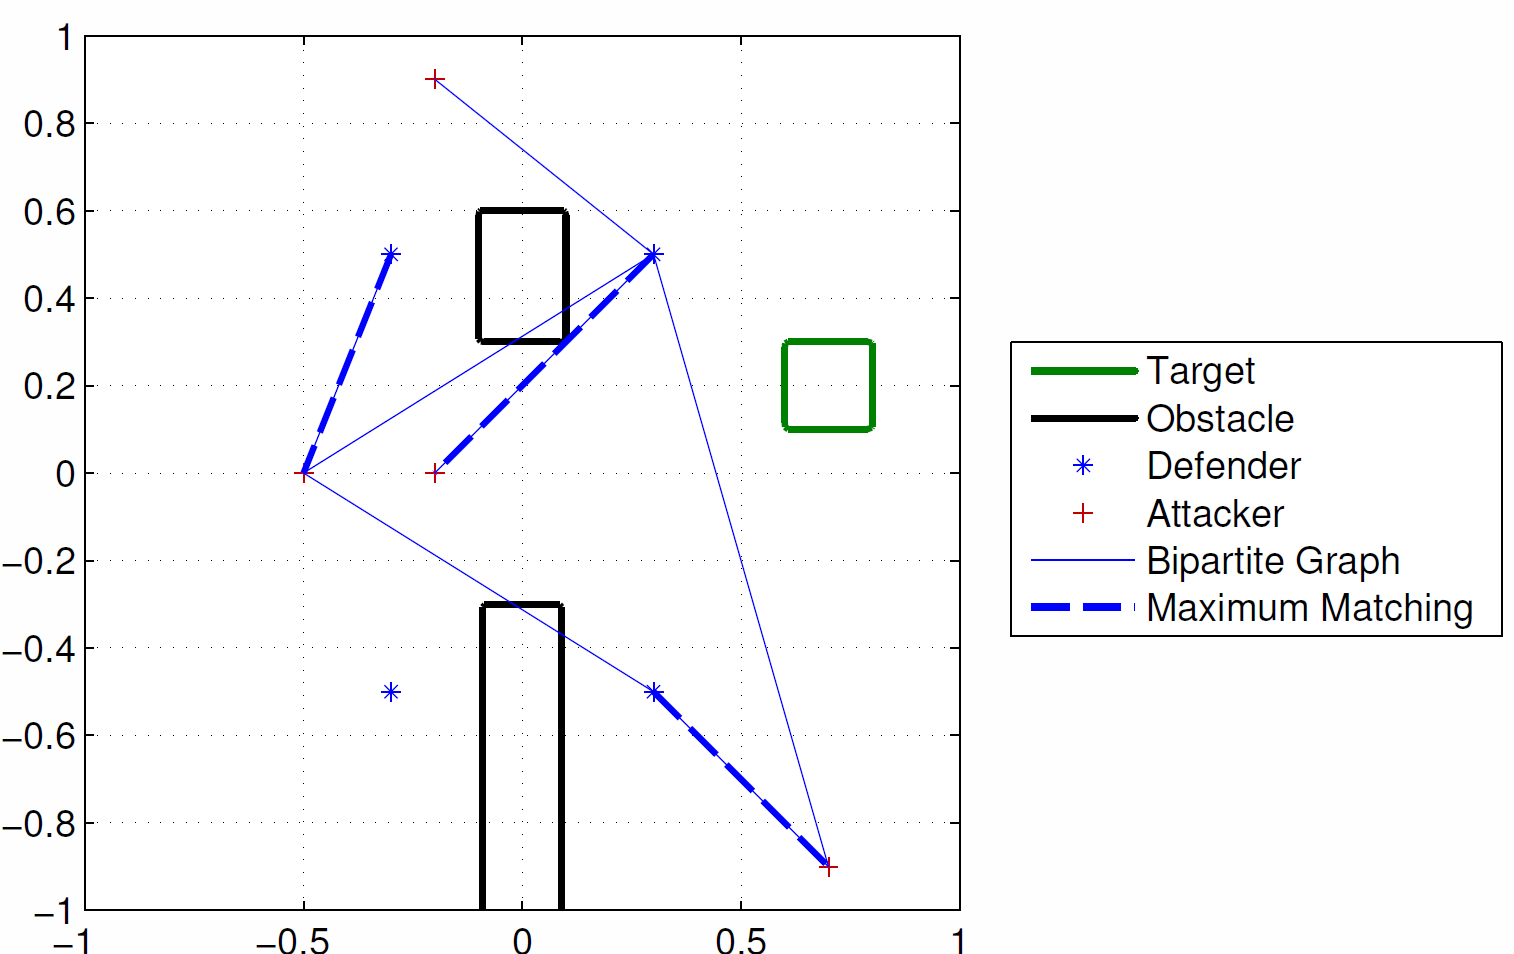 1
0.8
0.6
0.4
0.2
0
−0.2
−0.4
−0.6
−0.8
−1
−1 −0.5 0 0.5 1
Target
Obstacle
Defender
Attacker
Bipartite Graph
Maximum Matching